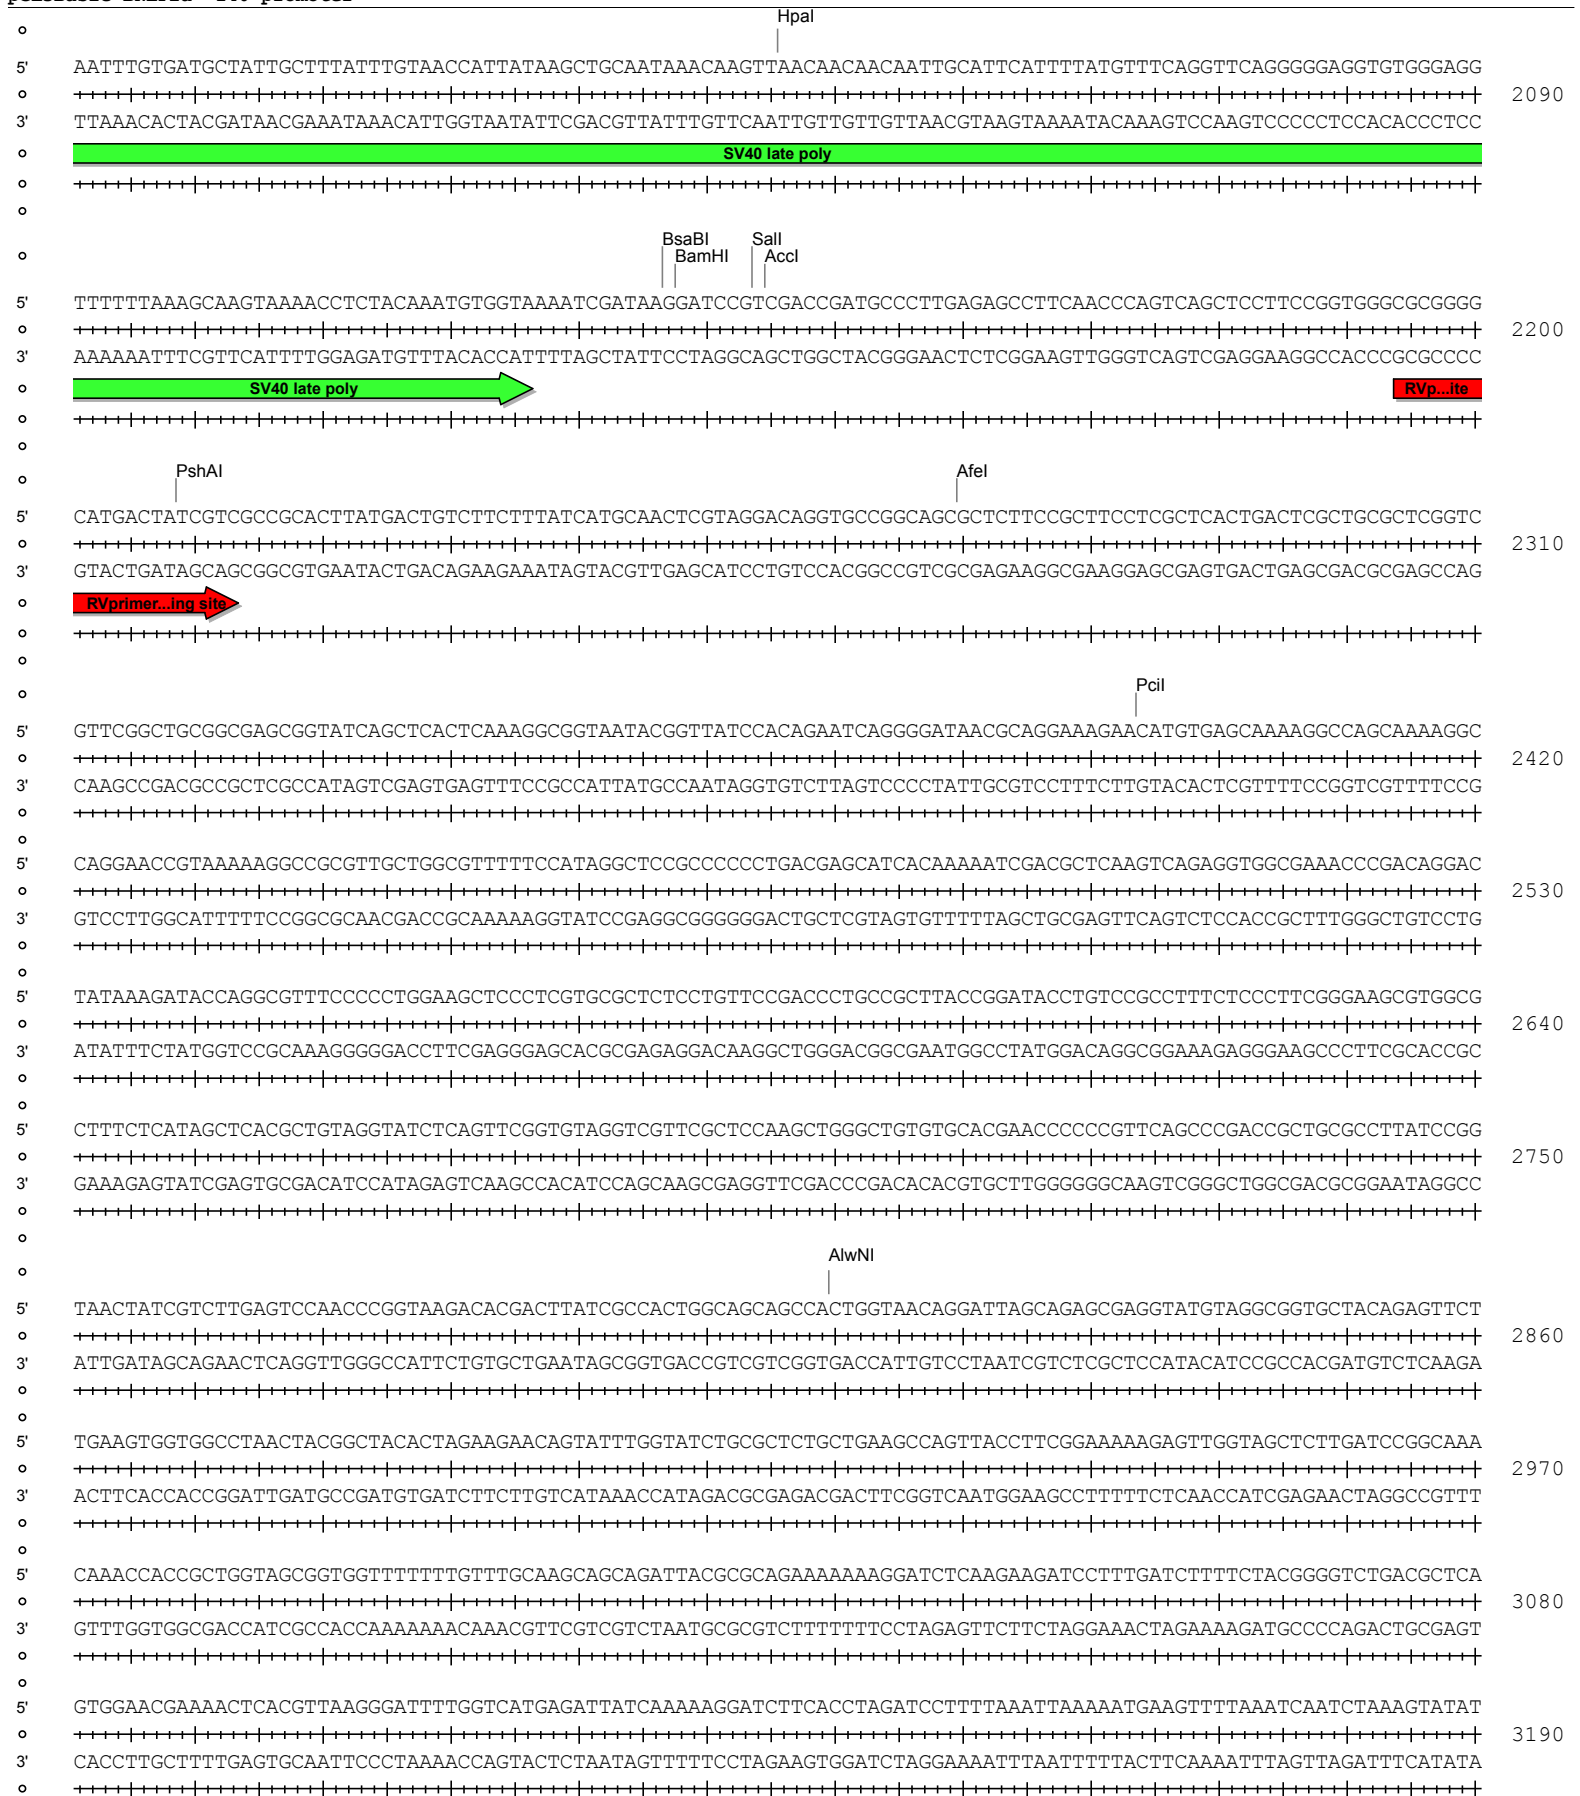 HpaI
5' AATTTGTGATGCTATTGCTTTATTTGTAACCATTATAAGCTGCAATAAACAAGTTAACAACAACAATTGCATTCATTTTATGTTTCAGGTTCAGGGGGAGGTGTGGGAGG
2090
3' TTAAACACTACGATAACGAAATAAACATTGGTAATATTCGACGTTATTTGTTCAATTGTTGTTGTTAACGTAAGTAAAATACAAAGTCCAAGTCCCCCTCCACACCCTCC
SV40 late poly
BsaBI SalI
BamHI AccI
5' TTTTTTAAAGCAAGTAAAACCTCTACAAATGTGGTAAAATCGATAAGGATCCGTCGACCGATGCCCTTGAGAGCCTTCAACCCAGTCAGCTCCTTCCGGTGGGCGCGGGG
2200
3' AAAAAATTTCGTTCATTTTGGAGATGTTTACACCATTTTAGCTATTCCTAGGCAGCTGGCTACGGGAACTCTCGGAAGTTGGGTCAGTCGAGGAAGGCCACCCGCGCCCC
SV40 late poly RVp...ite
PshAI AfeI
5' CATGACTATCGTCGCCGCACTTATGACTGTCTTCTTTATCATGCAACTCGTAGGACAGGTGCCGGCAGCGCTCTTCCGCTTCCTCGCTCACTGACTCGCTGCGCTCGGTC
2310
3' GTACTGATAGCAGCGGCGTGAATACTGACAGAAGAAATAGTACGTTGAGCATCCTGTCCACGGCCGTCGCGAGAAGGCGAAGGAGCGAGTGACTGAGCGACGCGAGCCAG
RVprimer...ing site
PciI
5' GTTCGGCTGCGGCGAGCGGTATCAGCTCACTCAAAGGCGGTAATACGGTTATCCACAGAATCAGGGGATAACGCAGGAAAGAACATGTGAGCAAAAGGCCAGCAAAAGGC
2420
3' CAAGCCGACGCCGCTCGCCATAGTCGAGTGAGTTTCCGCCATTATGCCAATAGGTGTCTTAGTCCCCTATTGCGTCCTTTCTTGTACACTCGTTTTCCGGTCGTTTTCCG
5' CAGGAACCGTAAAAAGGCCGCGTTGCTGGCGTTTTTCCATAGGCTCCGCCCCCCTGACGAGCATCACAAAAATCGACGCTCAAGTCAGAGGTGGCGAAACCCGACAGGAC
2530
3' GTCCTTGGCATTTTTCCGGCGCAACGACCGCAAAAAGGTATCCGAGGCGGGGGGACTGCTCGTAGTGTTTTTAGCTGCGAGTTCAGTCTCCACCGCTTTGGGCTGTCCTG
5' TATAAAGATACCAGGCGTTTCCCCCTGGAAGCTCCCTCGTGCGCTCTCCTGTTCCGACCCTGCCGCTTACCGGATACCTGTCCGCCTTTCTCCCTTCGGGAAGCGTGGCG
2640
3' ATATTTCTATGGTCCGCAAAGGGGGACCTTCGAGGGAGCACGCGAGAGGACAAGGCTGGGACGGCGAATGGCCTATGGACAGGCGGAAAGAGGGAAGCCCTTCGCACCGC
5' CTTTCTCATAGCTCACGCTGTAGGTATCTCAGTTCGGTGTAGGTCGTTCGCTCCAAGCTGGGCTGTGTGCACGAACCCCCCGTTCAGCCCGACCGCTGCGCCTTATCCGG
2750
3' GAAAGAGTATCGAGTGCGACATCCATAGAGTCAAGCCACATCCAGCAAGCGAGGTTCGACCCGACACACGTGCTTGGGGGGCAAGTCGGGCTGGCGACGCGGAATAGGCC
AlwNI
5' TAACTATCGTCTTGAGTCCAACCCGGTAAGACACGACTTATCGCCACTGGCAGCAGCCACTGGTAACAGGATTAGCAGAGCGAGGTATGTAGGCGGTGCTACAGAGTTCT
2860
3' ATTGATAGCAGAACTCAGGTTGGGCCATTCTGTGCTGAATAGCGGTGACCGTCGTCGGTGACCATTGTCCTAATCGTCTCGCTCCATACATCCGCCACGATGTCTCAAGA
5' TGAAGTGGTGGCCTAACTACGGCTACACTAGAAGAACAGTATTTGGTATCTGCGCTCTGCTGAAGCCAGTTACCTTCGGAAAAAGAGTTGGTAGCTCTTGATCCGGCAAA
2970
3' ACTTCACCACCGGATTGATGCCGATGTGATCTTCTTGTCATAAACCATAGACGCGAGACGACTTCGGTCAATGGAAGCCTTTTTCTCAACCATCGAGAACTAGGCCGTTT
5' CAAACCACCGCTGGTAGCGGTGGTTTTTTTGTTTGCAAGCAGCAGATTACGCGCAGAAAAAAAGGATCTCAAGAAGATCCTTTGATCTTTTCTACGGGGTCTGACGCTCA
3080
3' GTTTGGTGGCGACCATCGCCACCAAAAAAACAAACGTTCGTCGTCTAATGCGCGTCTTTTTTTCCTAGAGTTCTTCTAGGAAACTAGAAAAGATGCCCCAGACTGCGAGT
5' GTGGAACGAAAACTCACGTTAAGGGATTTTGGTCATGAGATTATCAAAAAGGATCTTCACCTAGATCCTTTTAAATTAAAAATGAAGTTTTAAATCAATCTAAAGTATAT
3190
3' CACCTTGCTTTTGAGTGCAATTCCCTAAAACCAGTACTCTAATAGTTTTTCCTAGAAGTGGATCTAGGAAAATTTAATTTTTACTTCAAAATTTAGTTAGATTTCATATA